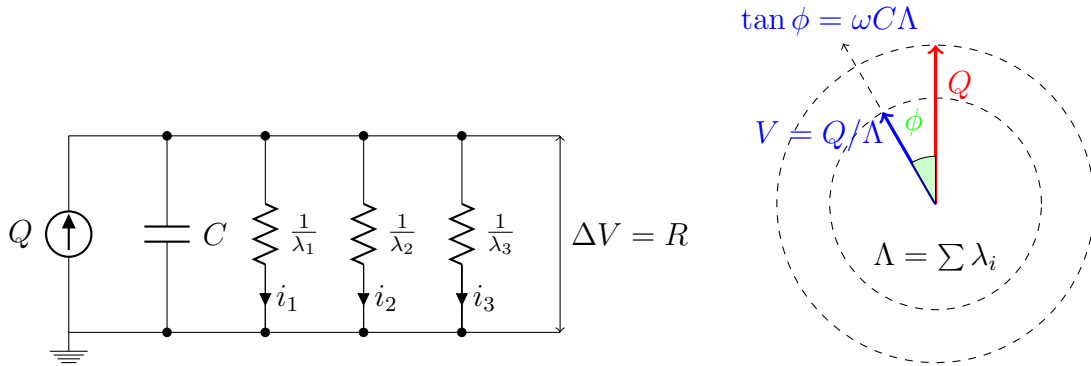 Q
C
1/λ₁
1/λ₂
1/λ₃
i₁
i₂
i₃
ΔV = R
tan ϕ = ωCΛ
Q
V = Q/Λ
ϕ
Λ = ∑ λᵢ